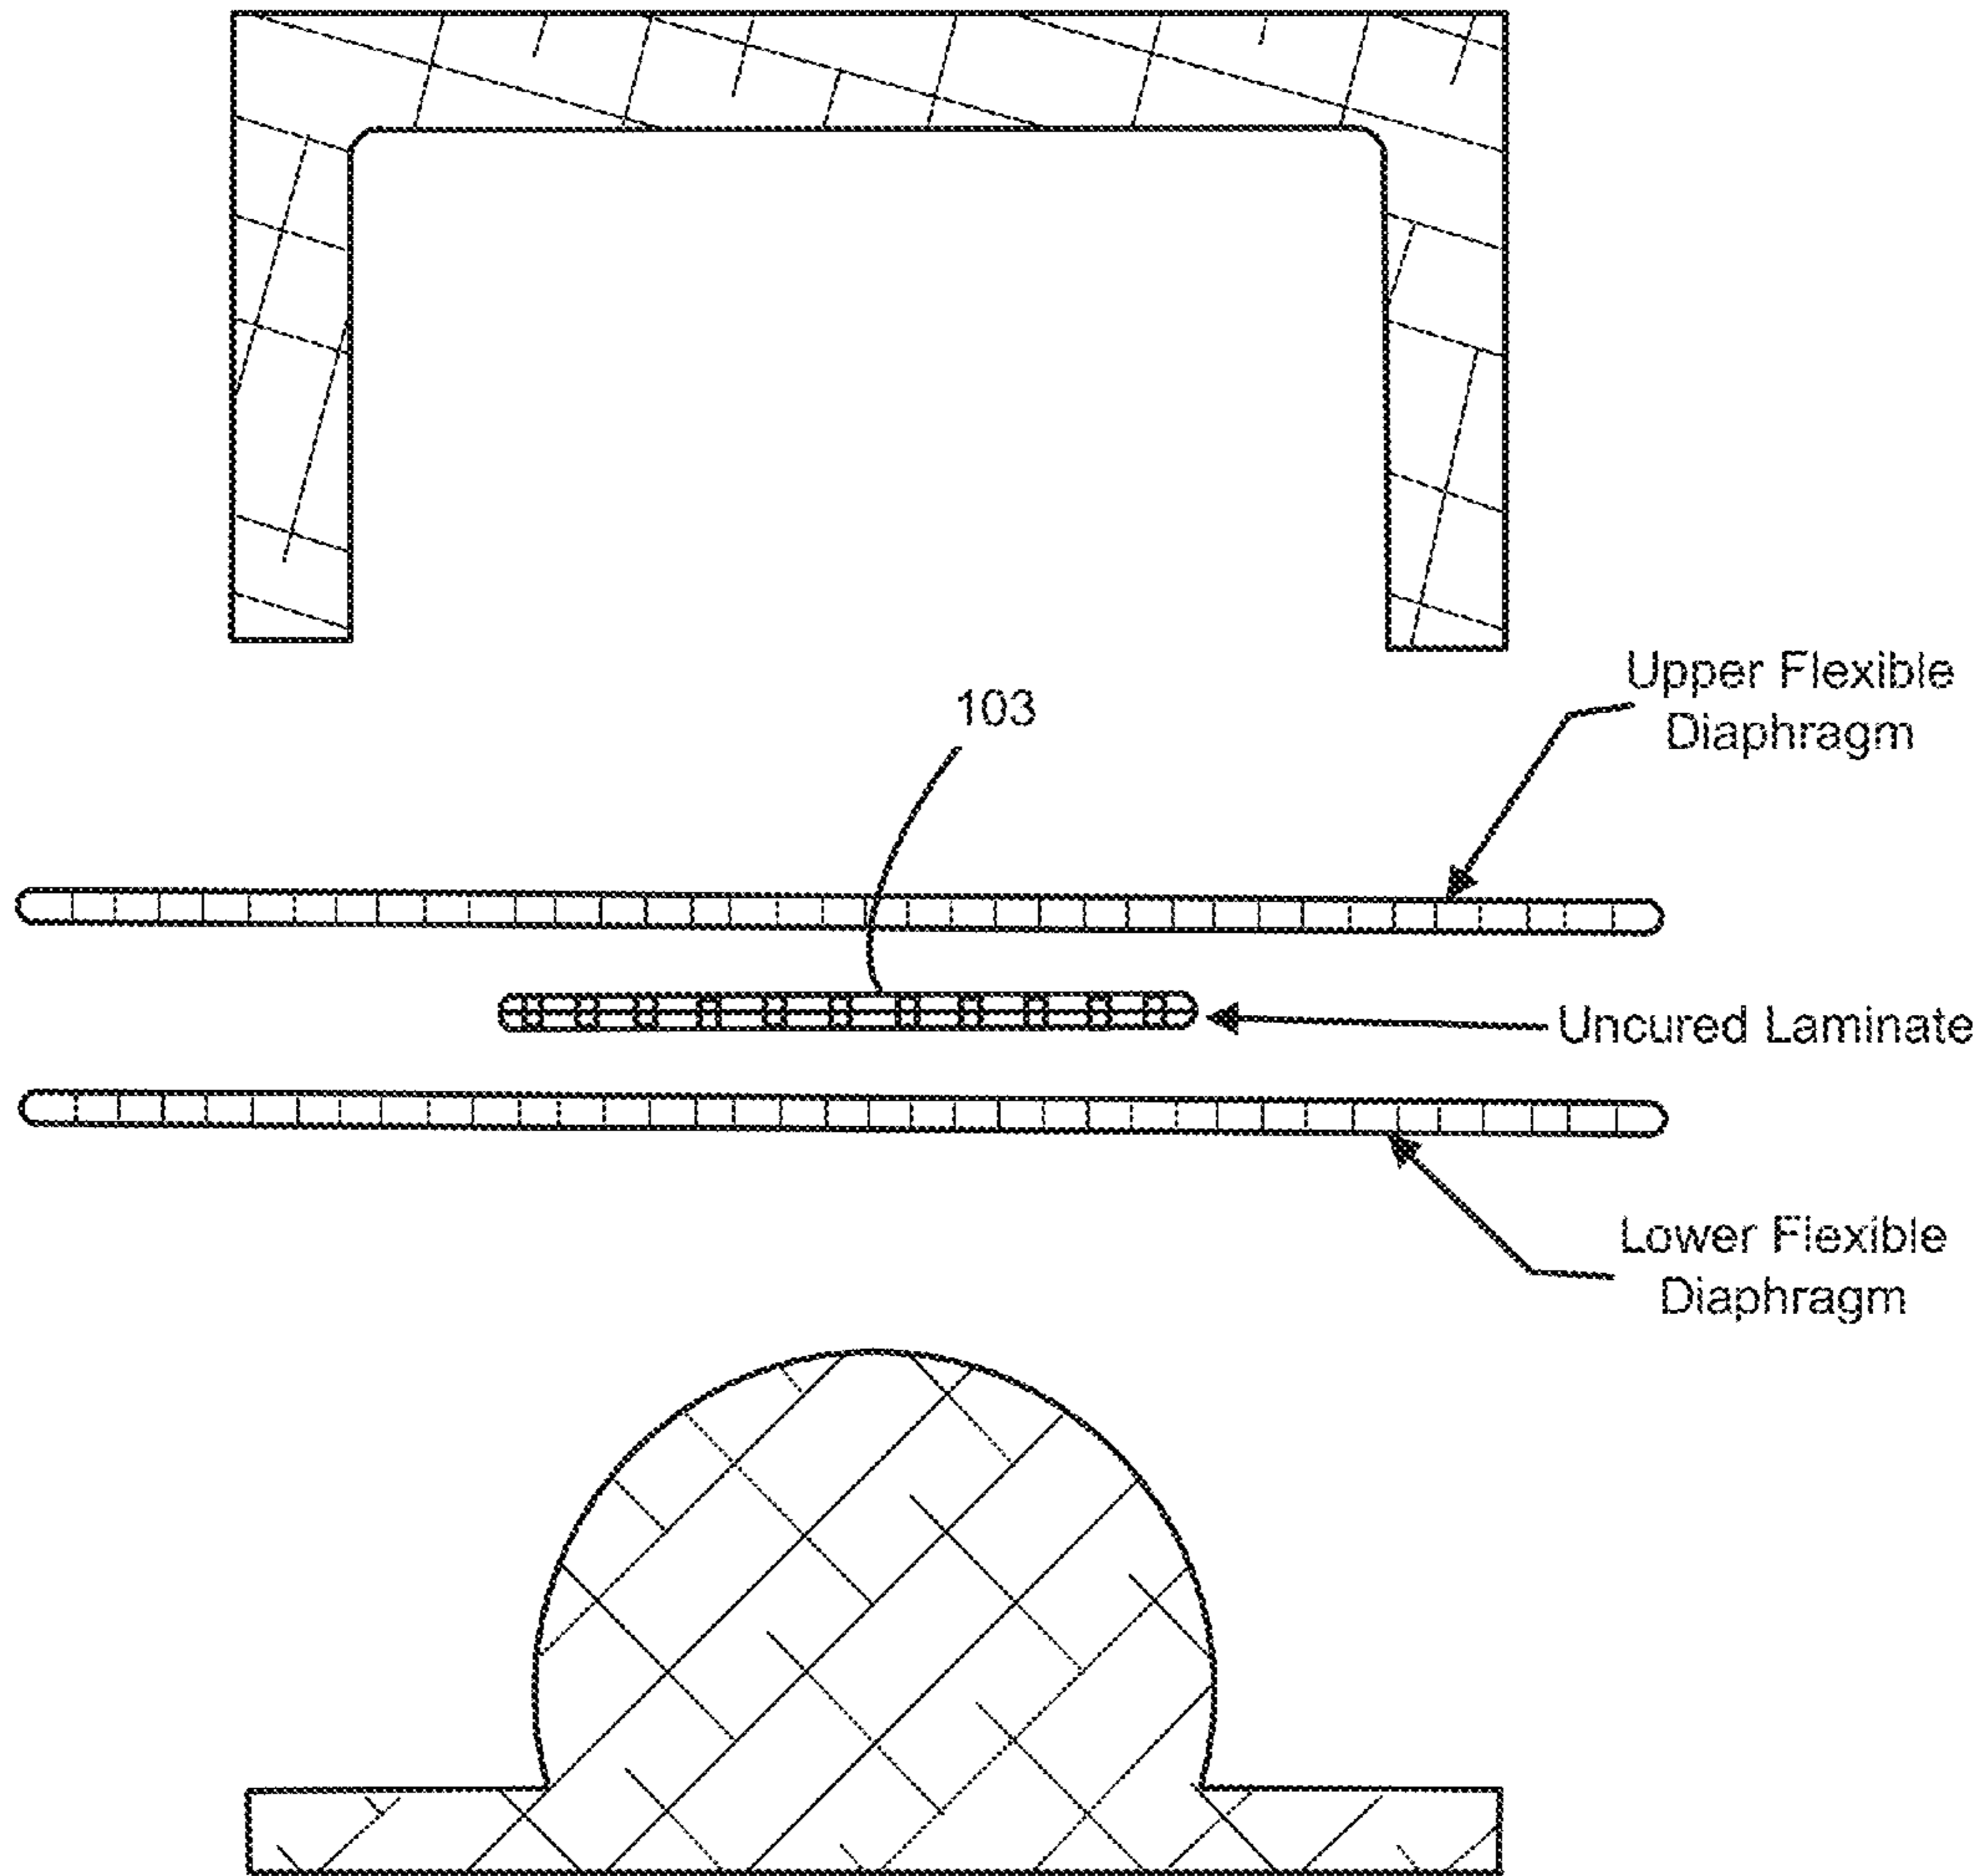 Upper Flexible
Diaphragm
103
Uncured Laminate
Lower Flexible
Diaphragm